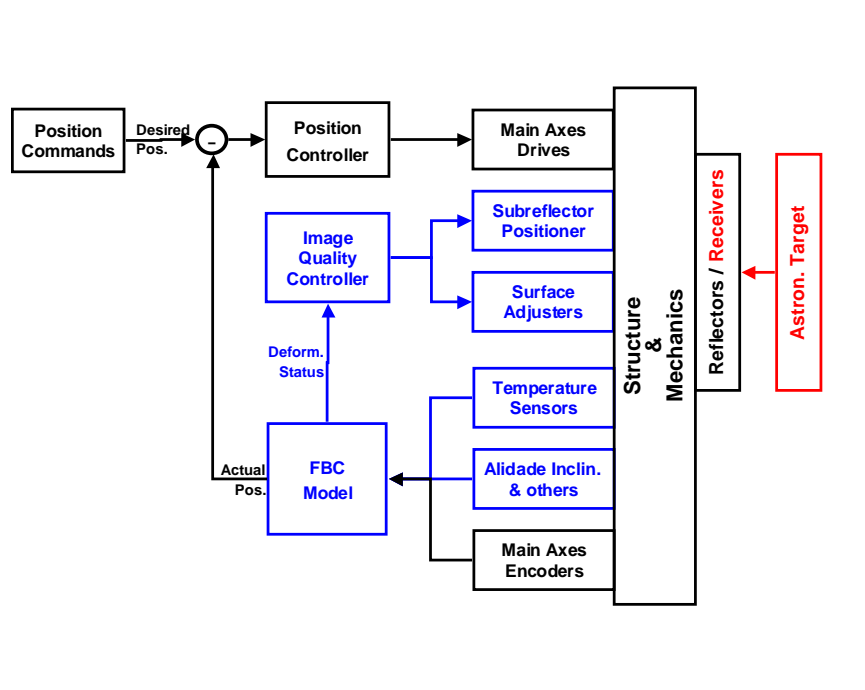 Position
Commands
Desired
Pos.
-
Position
Controller
Main Axes
Drives
Image
Quality
Controller
Subreflector
Positioner
Surface
Adjusters
Deform.
Status
Temperature
Sensors
Actual
Pos.
FBC
Model
Alidade Inclin.
& others
Main Axes
Encoders
Structure
&
Mechanics
Reflectors / Receivers
Astron. Target